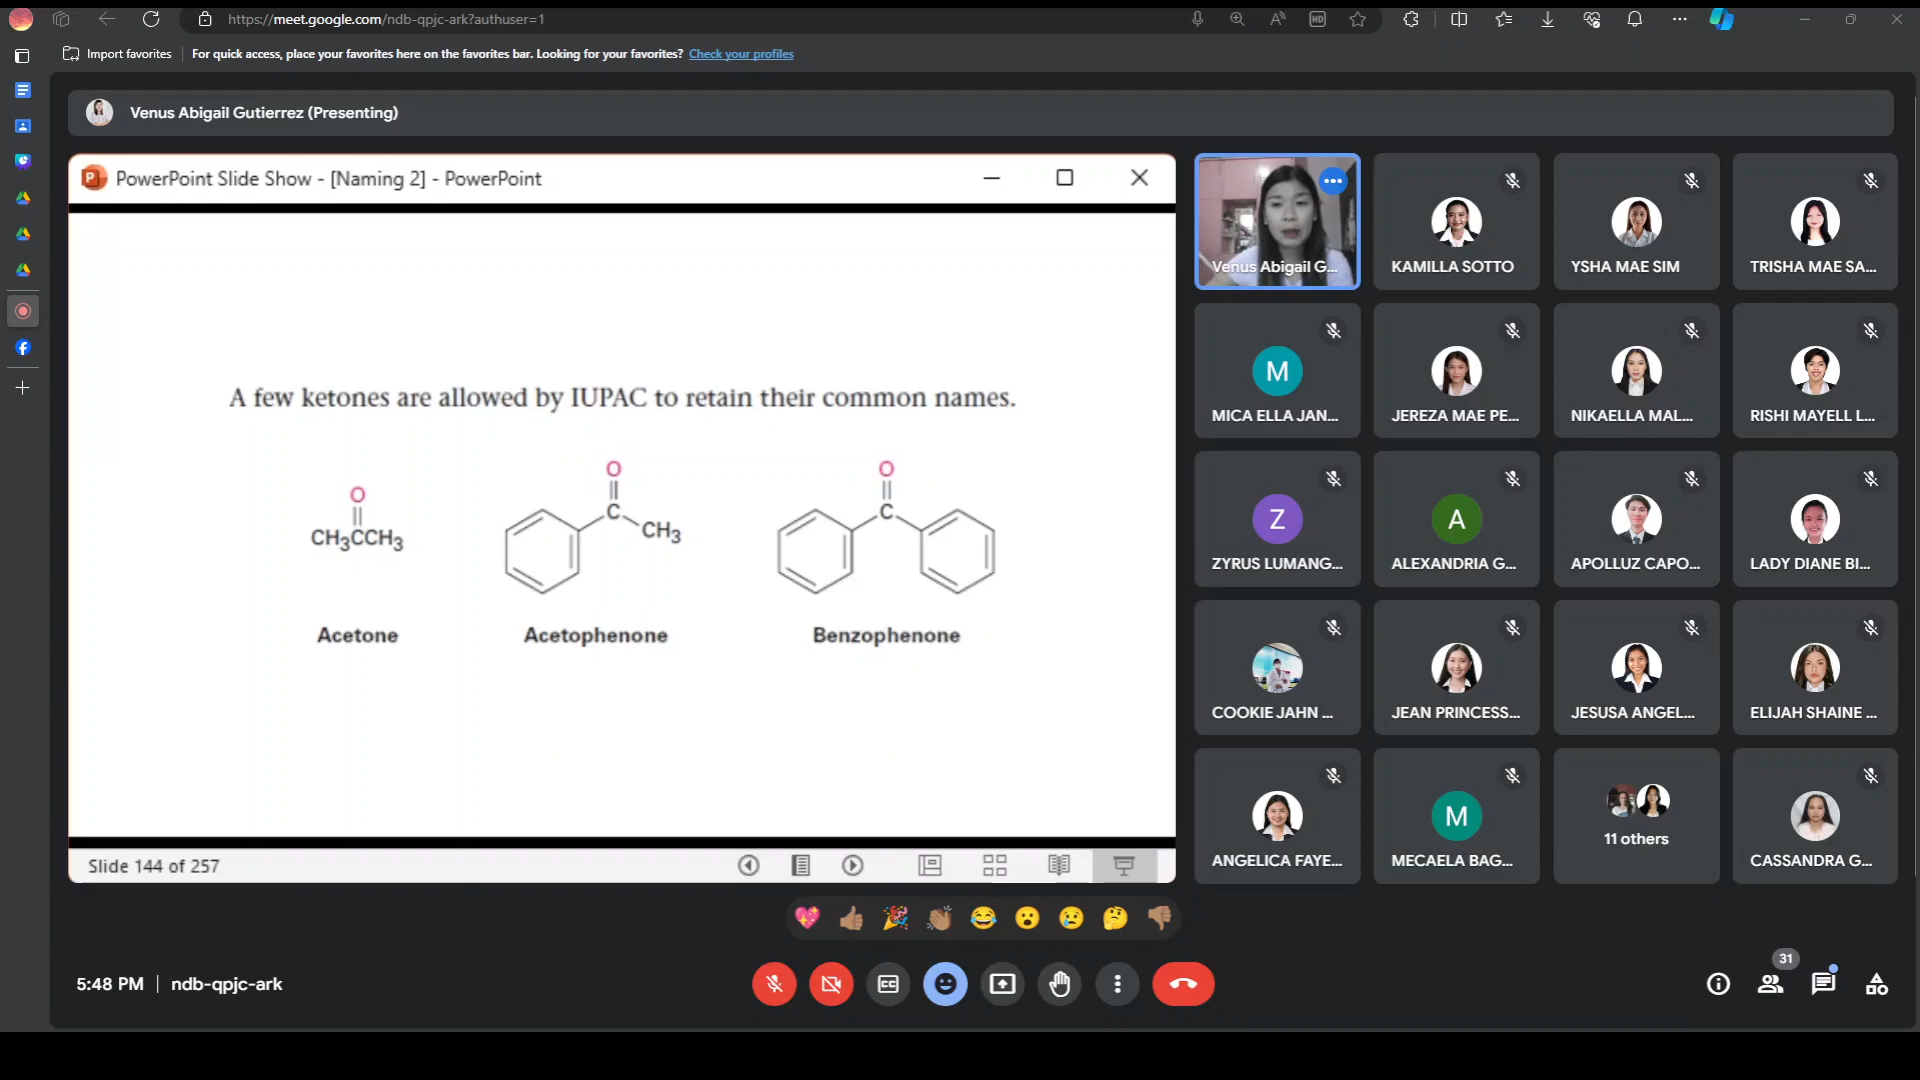 https://meet.google.com/ndb-qpjc-ark?authuser=1
Import favorites
For quick access, place your favorites here on the favorites bar. Looking for your favorites? Check your profiles
Venus Abigail Gutierrez (Presenting)
P PowerPoint Slide Show - [Naming 2] - PowerPoint
A few ketones are allowed by IUPAC to retain their common names.
O
CH3CCH3
O
C
CH3
O
C
Acetone
Acetophenone
Benzophenone
Slide 144 of 257
Venus Abigail G...
KAMILLA SOTTO
YSHA MAE SIM
TRISHA MAE SA...
M
MICA ELLA JAN...
JEREZA MAE PE...
NIKAELLA MAL...
RISHI MAYELL L...
Z
ZYRUS LUMANG...
A
ALEXANDRIA G...
APOLLUZ CAPO...
LADY DIANE BI...
COOKIE JAHN ...
JEAN PRINCESS...
JESUSA ANGEL...
ELIJAH SHAINE ...
ANGELICA FAYE...
M
MECAELA BAG...
11 others
CASSANDRA G...
5:48 PM | ndb-qpjc-ark
CC
31